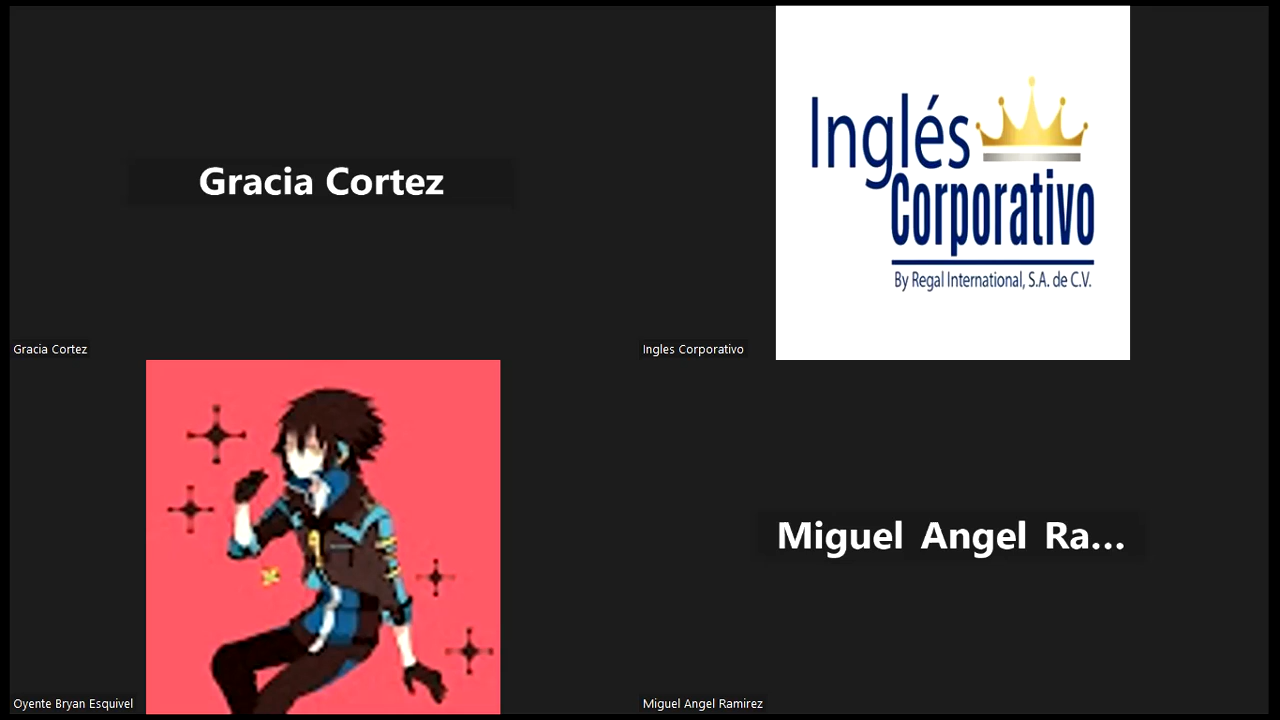 Gracia Cortez
Gracia Cortez
Inglés
Corporativo
By Regal International, S.A. de C.V.
Ingles Corporativo
Oyente Bryan Esquivel
Miguel Angel Ra...
Miguel Angel Ramirez